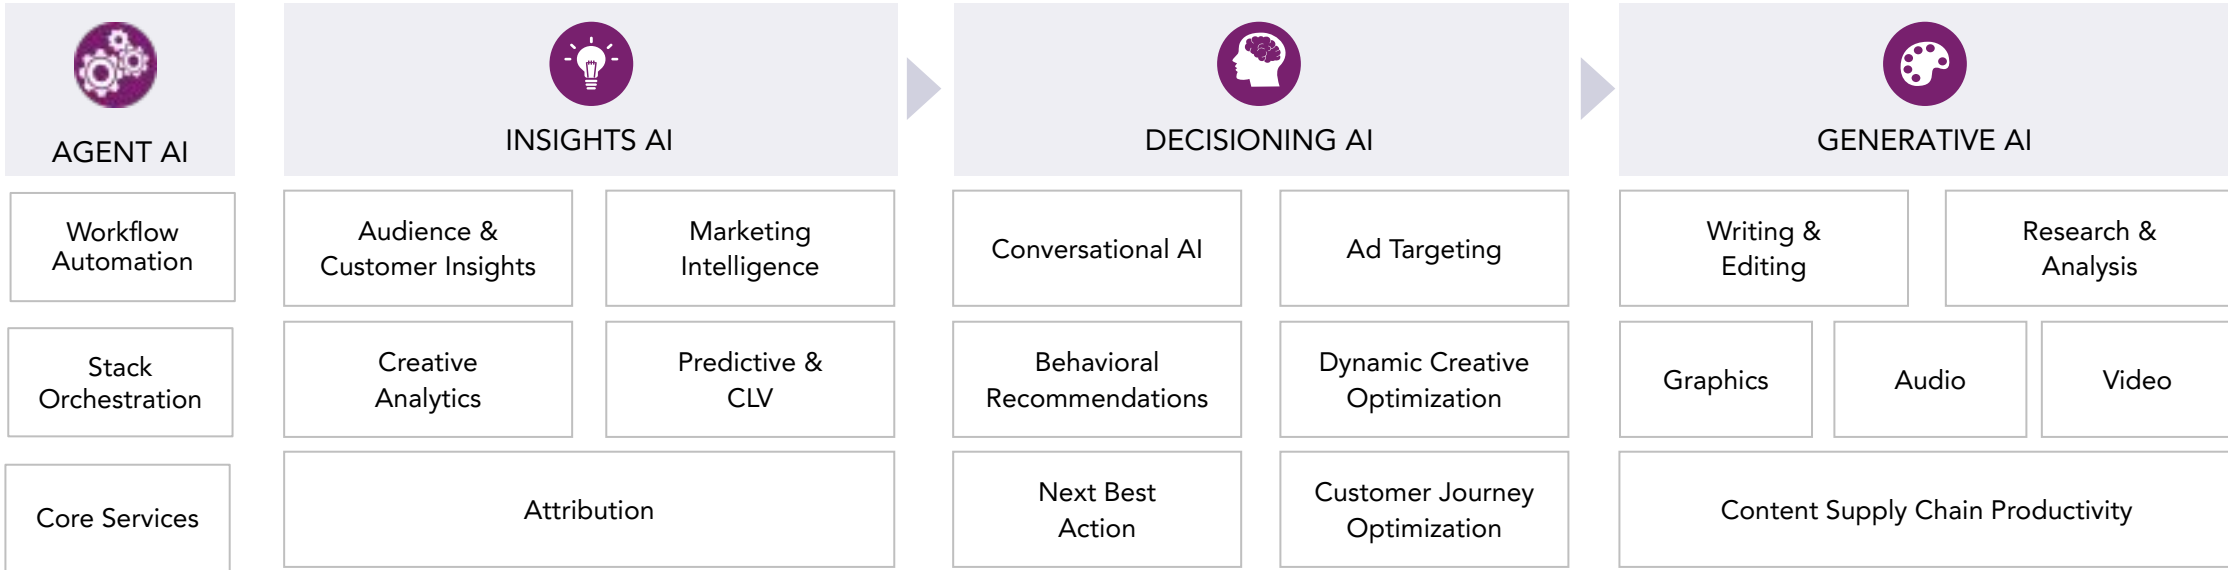 AGENT AI
Workflow
Automation
Stack
Orchestration
Core Services
INSIGHTS AI
Audience &
Customer Insights
Marketing
Intelligence
Creative
Analytics
Predictive &
CLV
Attribution
DECISIONING AI
Conversational AI
Ad Targeting
Behavioral
Recommendations
Dynamic Creative
Optimization
Next Best
Action
Customer Journey
Optimization
GENERATIVE AI
Writing &
Editing
Research &
Analysis
Graphics
Audio
Video
Content Supply Chain Productivity